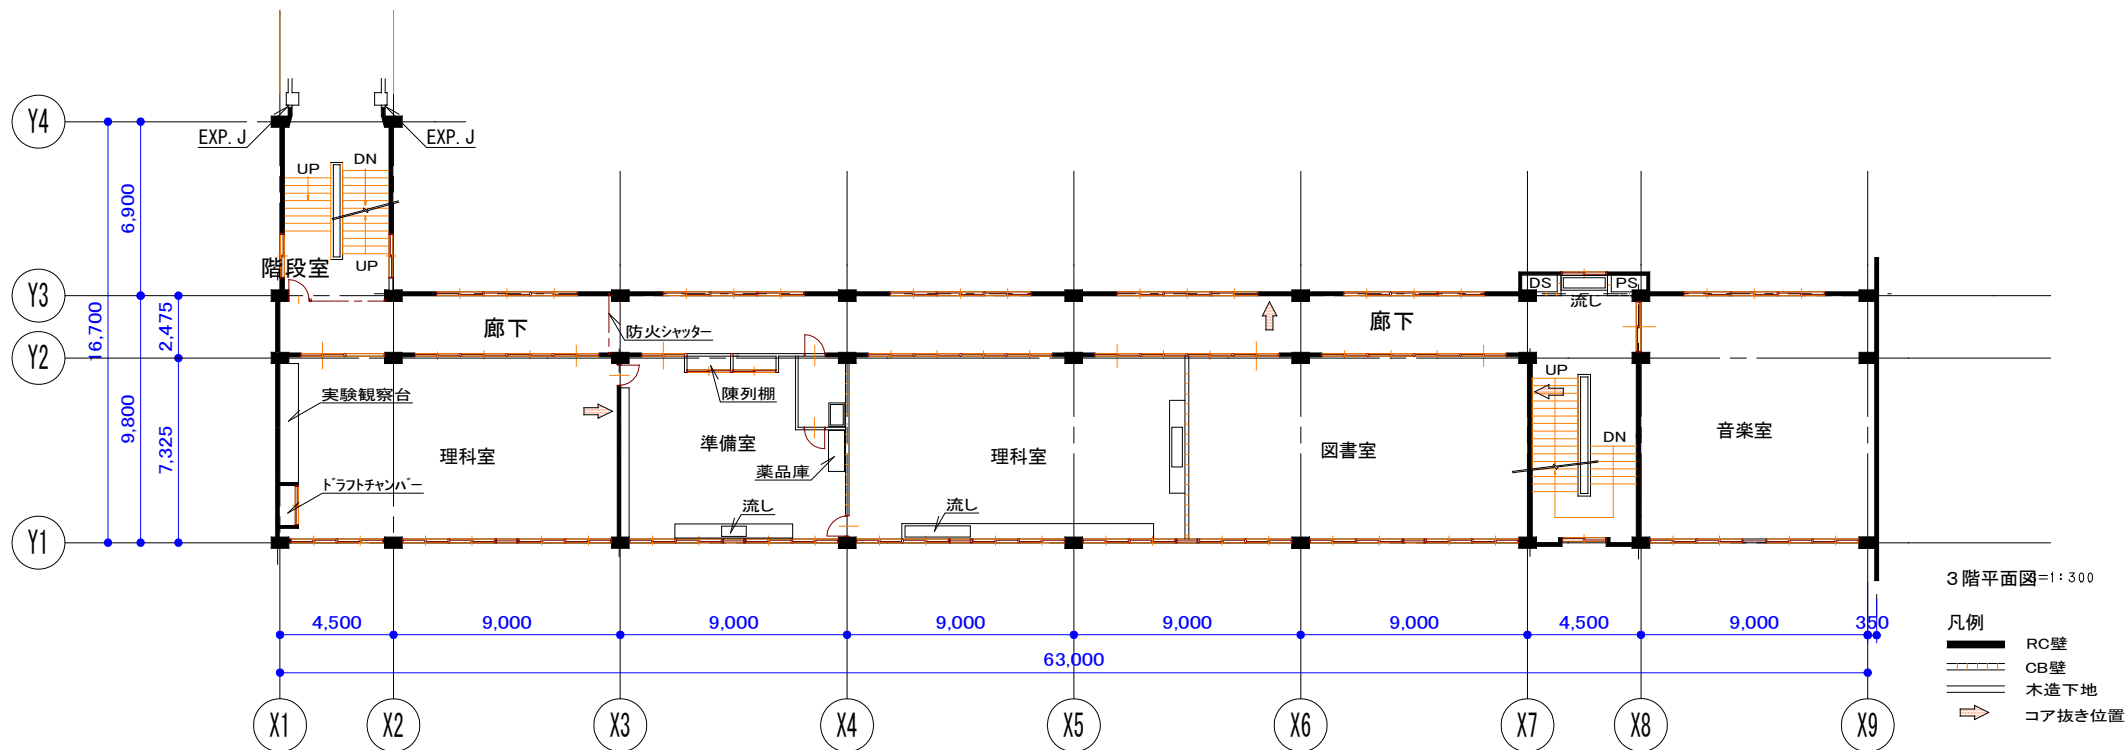 Y4
EXP. J
EXP. J
UP
DN
6,900
UP
階段室
Y3
DS
PS
流し
16,700
2,475
廊下
防火シャッター
廊下
Y2
実験観察台
陳列棚
UP
9,800
7,325
理科室
準備室
薬品庫
理科室
図書室
DN
音楽室
ドラフトチャンバー
流し
流し
Y1
3階平面図S=1:300
4,500
9,000
9,000
9,000
9,000
9,000
4,500
9,000
350
凡例
RC壁
63,000
CB壁
木造下地
コア抜き位置
X1
X2
X3
X4
X5
X6
X7
X8
X9